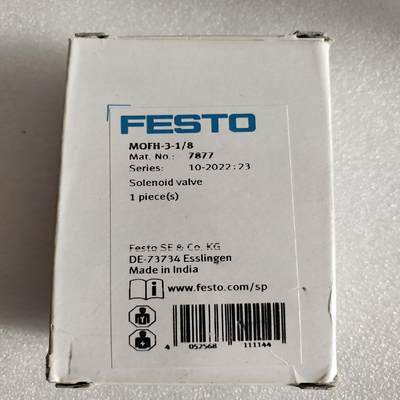 FESTO
MOFH-3-1/8
Mat. No.: 7877
Series: 10-2022:23
Solenoid valve
1 piece(s)
Festo SE & Co. KG
DE-73734 Esslingen
Made in India
www.festo.com/sp
4 052568 111144